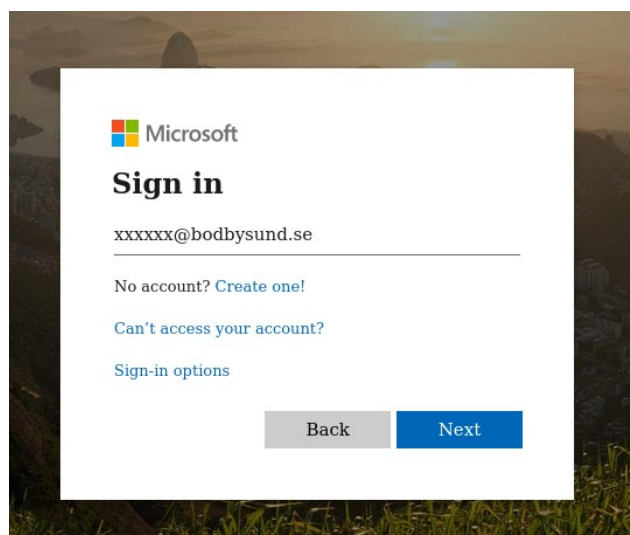 Microsoft
Sign in
xxxxxx@bodbysund.se
No account? Create one!
Can’t access your account?
Sign-in options
Back Next